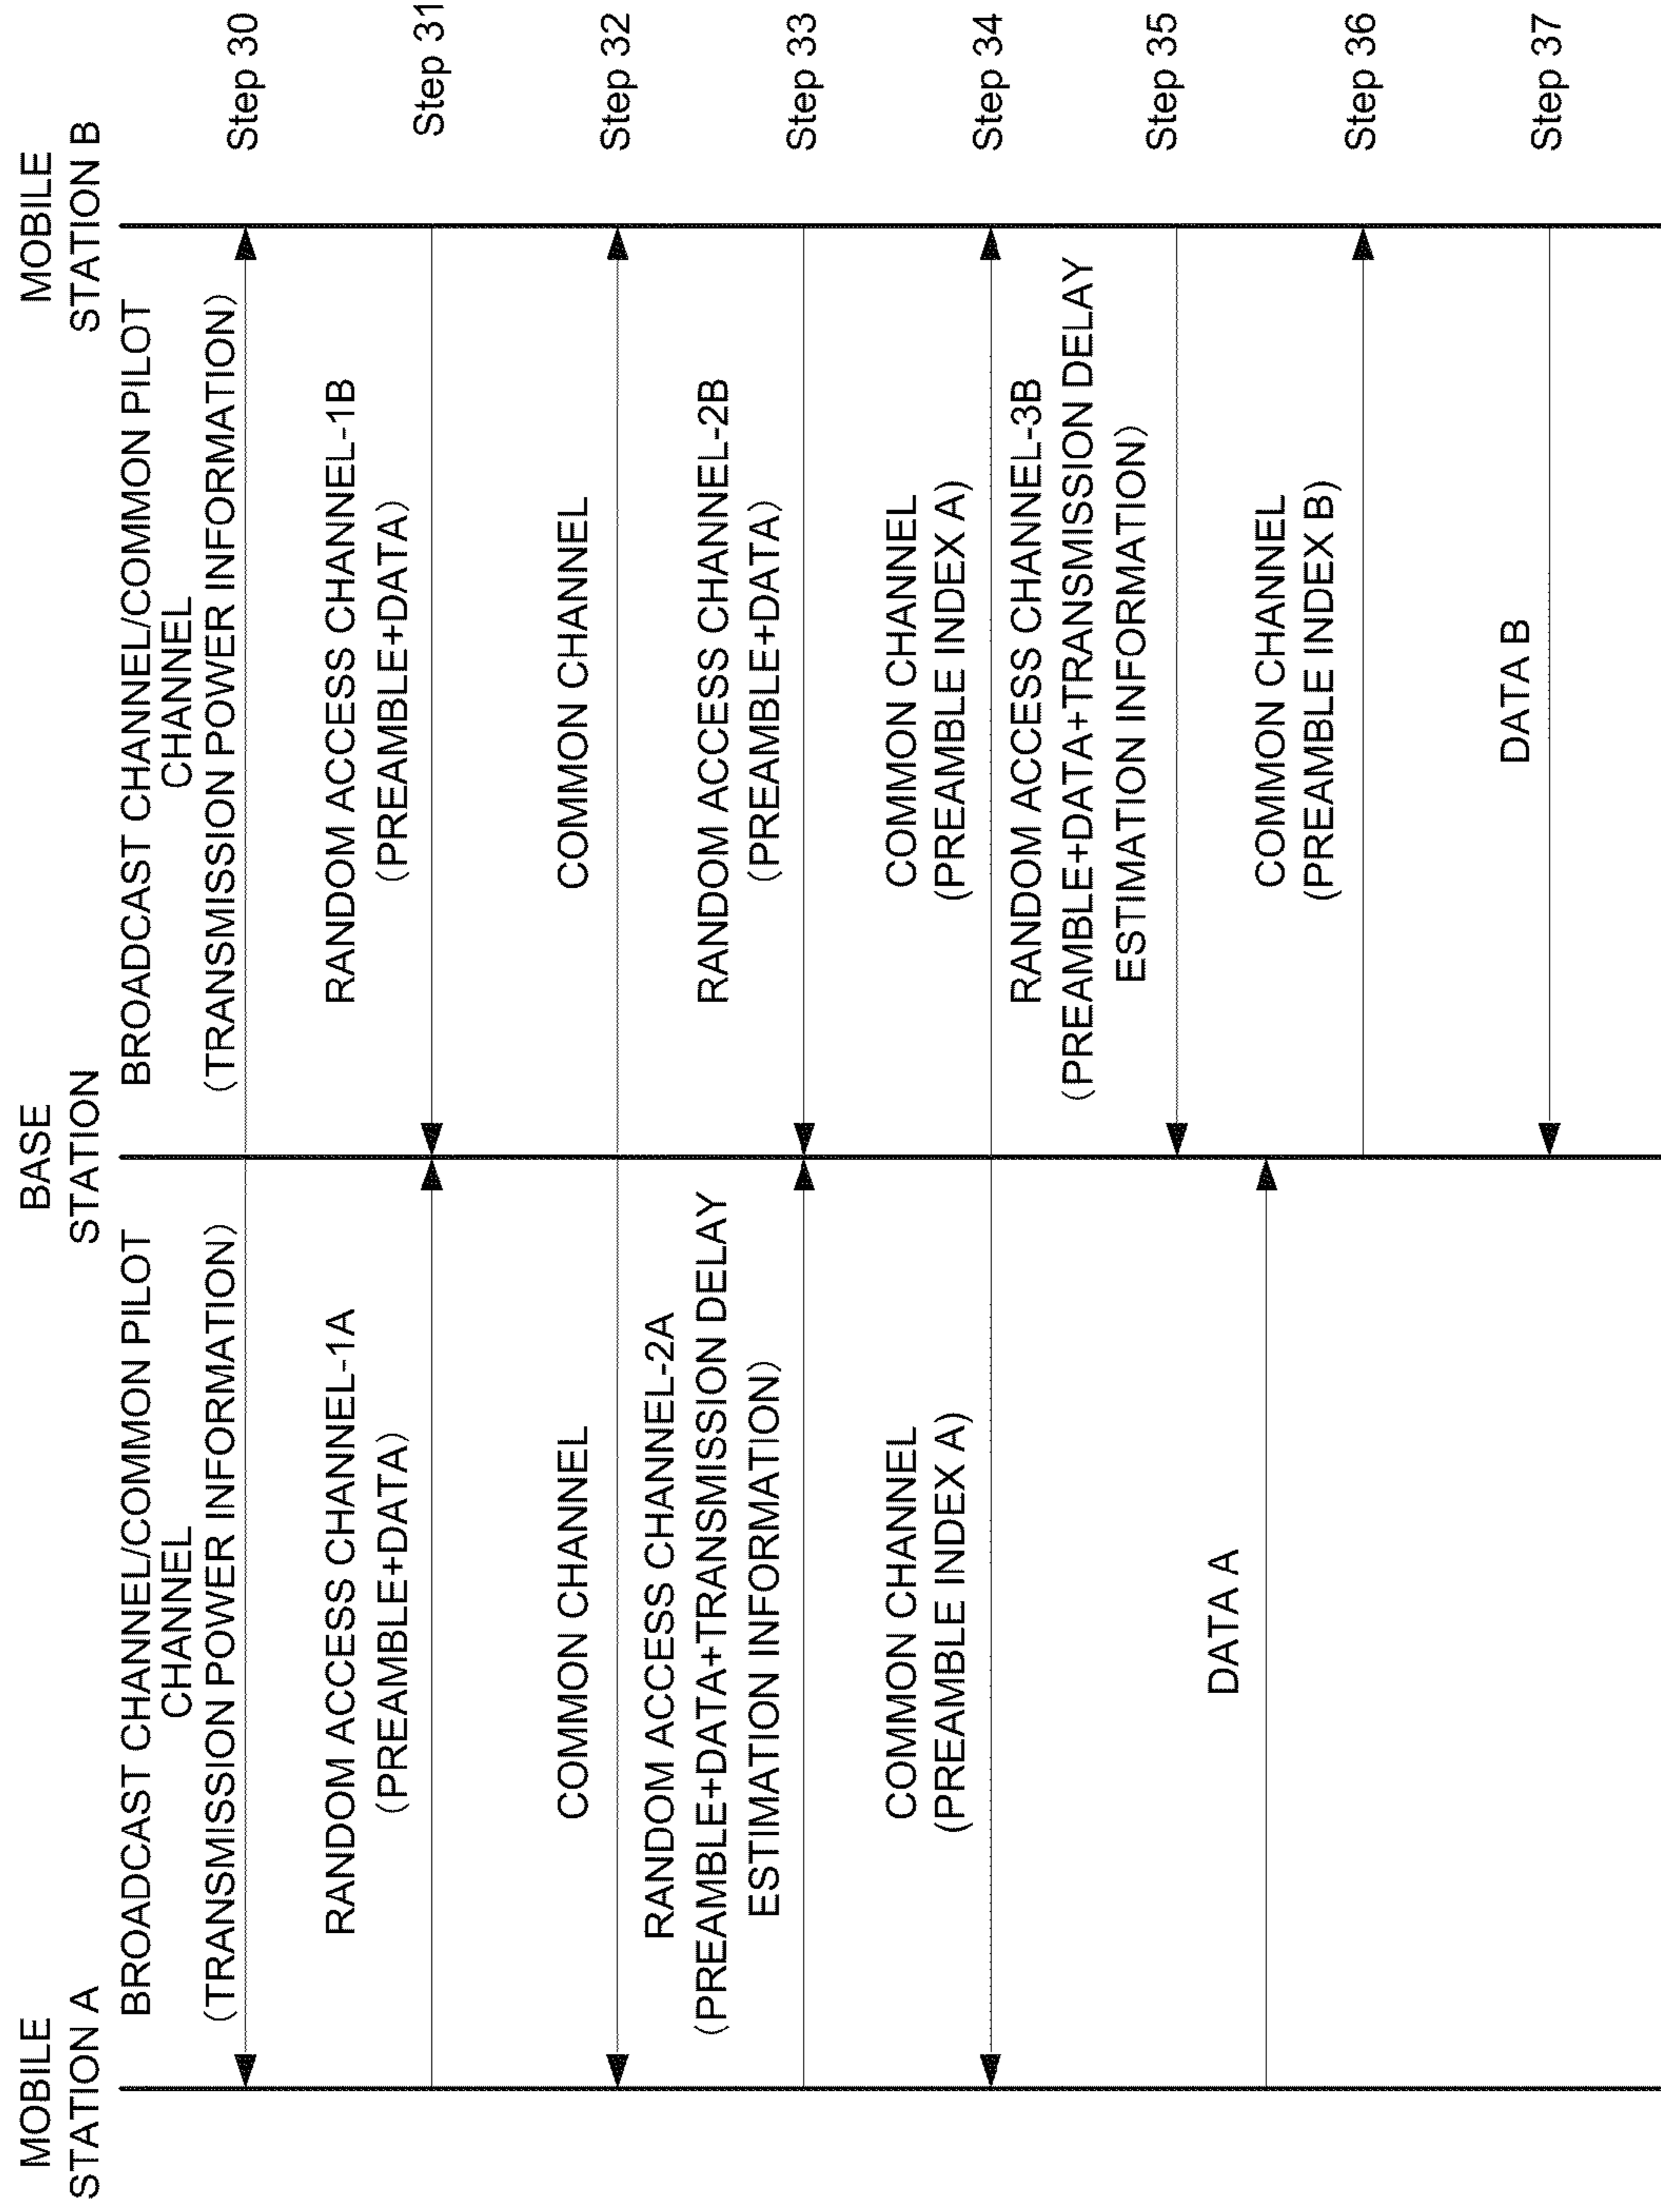 MOBILE
STATION A
BASE
STATION
MOBILE
STATION B
BROADCAST CHANNEL/COMMON PILOT
CHANNEL
(TRANSMISSION POWER INFORMATION)
BROADCAST CHANNEL/COMMON PILOT
CHANNEL
(TRANSMISSION POWER INFORMATION)
Step 30
RANDOM ACCESS CHANNEL-1A
(PREAMBLE+DATA)
RANDOM ACCESS CHANNEL-1B
(PREAMBLE+DATA)
Step 31
COMMON CHANNEL
COMMON CHANNEL
Step 32
RANDOM ACCESS CHANNEL-2A
(PREAMBLE+DATA+TRANSMISSION DELAY
ESTIMATION INFORMATION)
RANDOM ACCESS CHANNEL-2B
(PREAMBLE+DATA)
Step 33
COMMON CHANNEL
(PREAMBLE INDEX A)
COMMON CHANNEL
(PREAMBLE INDEX A)
Step 34
RANDOM ACCESS CHANNEL-3B
(PREAMBLE+DATA+TRANSMISSION DELAY
ESTIMATION INFORMATION)
Step 35
DATA A
COMMON CHANNEL
(PREAMBLE INDEX B)
Step 36
DATA B
Step 37